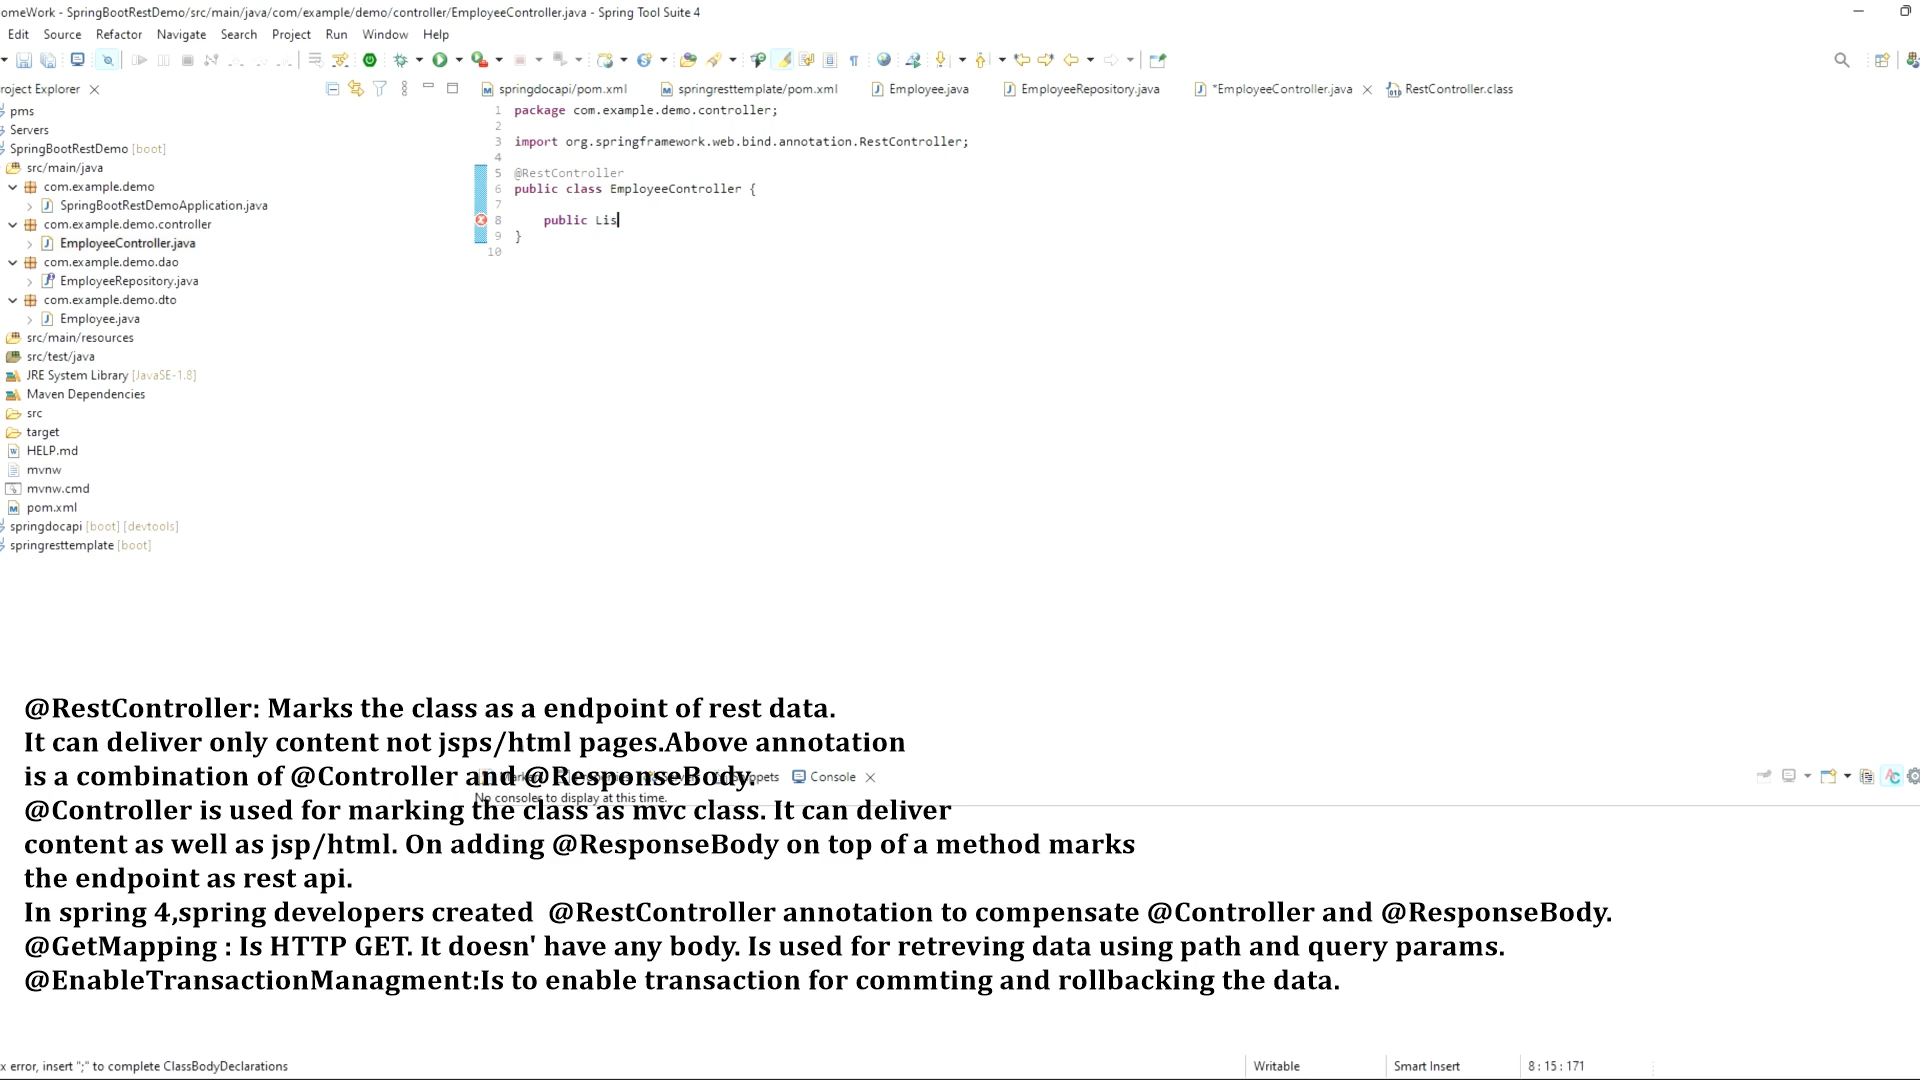 omeWork - SpringBootRestDemo/src/main/java/com/example/demo/controller/EmployeeController.java - Spring Tool Suite 4
Edit Source Refactor Navigate Search Project Run Window Help
roject Explorer
springdocapi/pom.xml springresttemplate/pom.xml Employee.java EmployeeRepository.java *EmployeeController.java RestController.class
pms
Servers
SpringBootRestDemo [boot]
src/main/java
com.example.demo
SpringBootRestDemoApplication.java
com.example.demo.controller
EmployeeController.java
com.example.demo.dao
EmployeeRepository.java
com.example.demo.dto
Employee.java
src/main/resources
src/test/java
JRE System Library [JavaSE-1.8]
Maven Dependencies
src
target
HELP.md
mvnw
mvnw.cmd
pom.xml
springdocapi [boot] [devtools]
springresttemplate [boot]
1 package com.example.demo.controller;
2
3 import org.springframework.web.bind.annotation.RestController;
4
5 @RestController
6 public class EmployeeController {
7
8 public Lis
9 }
10
@RestController: Marks the class as a endpoint of rest data.
It can deliver only content not jsps/html pages.Above annotation
is a combination of @Controller and @ResponseBody.
Console
No consoles to display at this time.
@Controller is used for marking the class as mvc class. It can deliver
content as well as jsp/html. On adding @ResponseBody on top of a method marks
the endpoint as rest api.
In spring 4,spring developers created @RestController annotation to compensate @Controller and @ResponseBody.
@GetMapping : Is HTTP GET. It doesn' have any body. Is used for retreving data using path and query params.
@EnableTransactionManagment:Is to enable transaction for commting and rollbacking the data.
x error, insert ";" to complete ClassBodyDeclarations
Writable Smart Insert 8 : 15 : 171